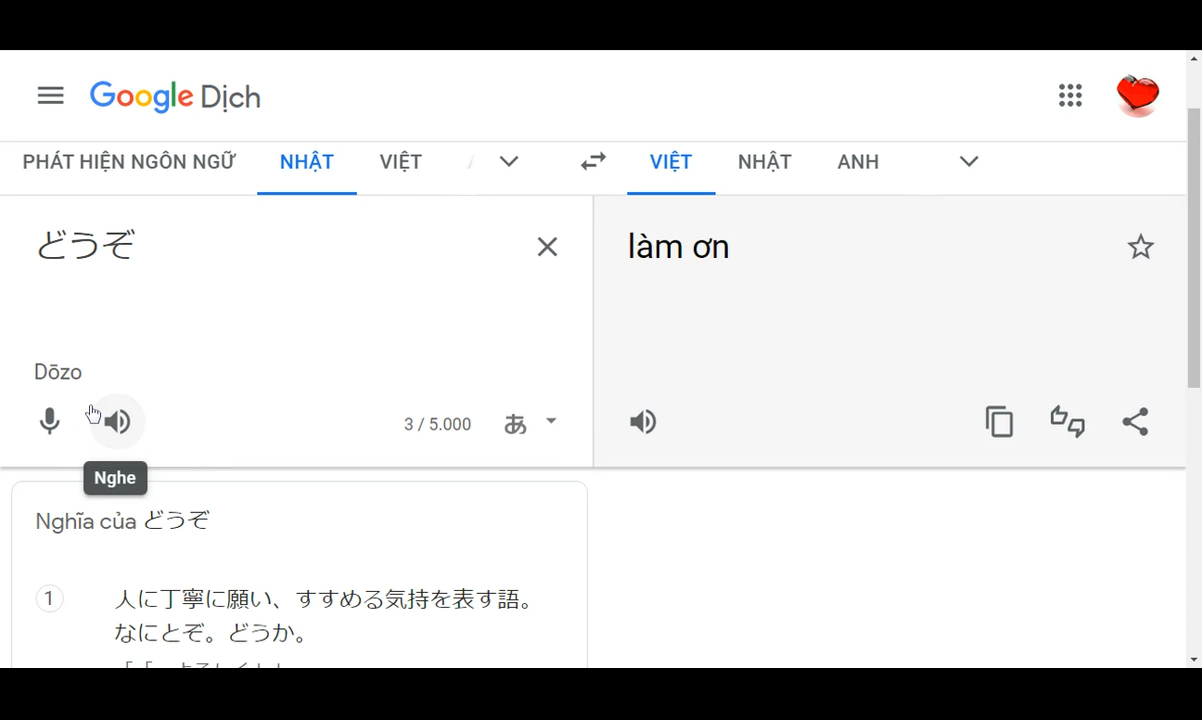 Google Dịch
PHÁT HIỆN NGÔN NGỮ NHẬT VIỆT VIỆT NHẬT ANH
どうぞ
làm ơn
Dōzo
3 / 5.000 あ
Nghe
Nghĩa của どうぞ
1 人に丁寧に願い、すすめる気持を表す語。
なにとぞ。どうか。